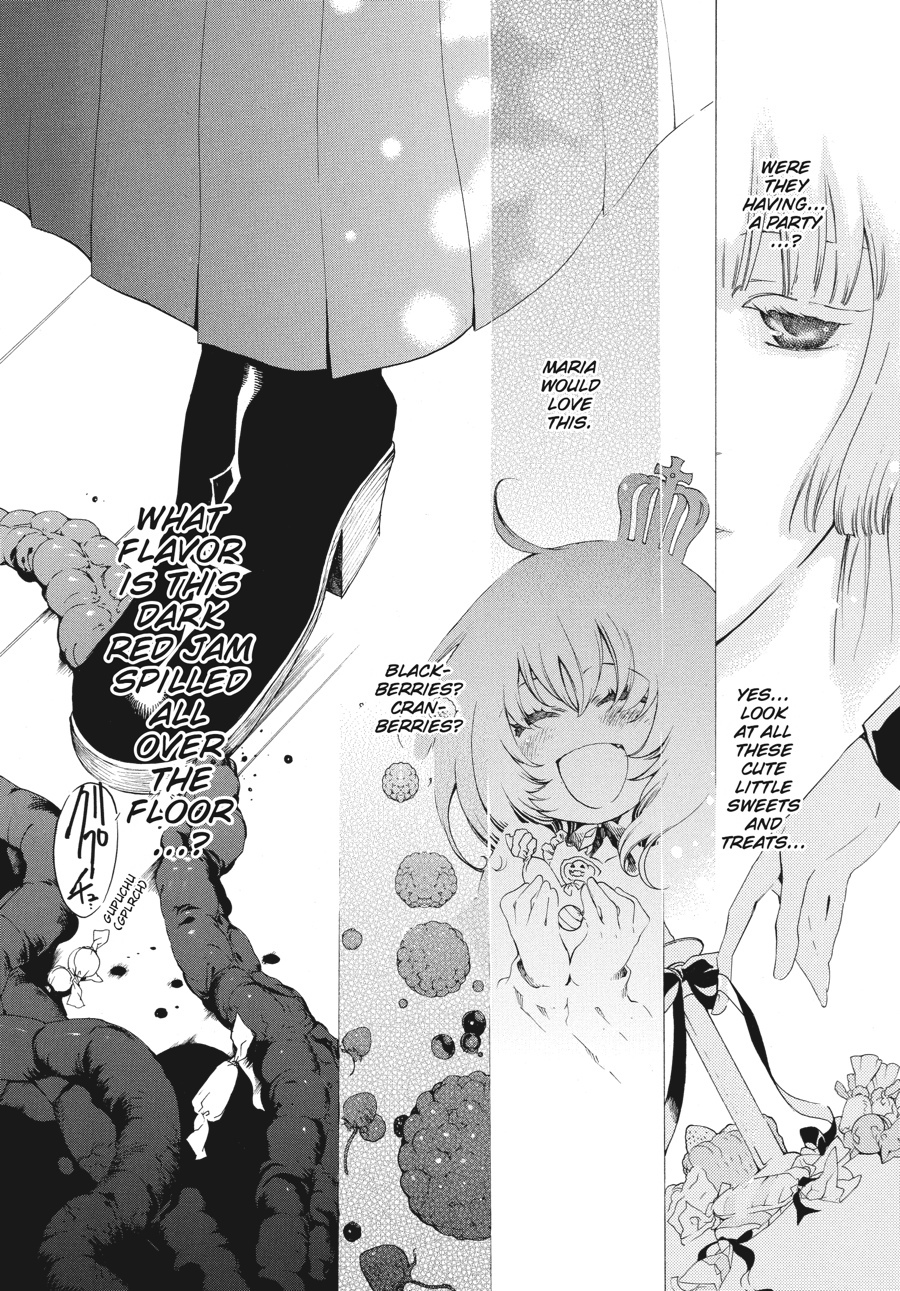 WERE
THEY
HAVING...
A PARTY
...?
YES...
LOOK
AT ALL
THESE
CUTE
LITTLE
SWEETS
AND
TREATS...
MARIA
WOULD
LOVE
THIS.
BLACK-
BERRIES?
CRAN-
BERRIES?
WHAT
FLAVOR
IS THIS
DARK
RED JAM
SPILLED
ALL
OVER
THE
FLOOR
...?
グプチュ
GUPUCHU
(GPLRCH)